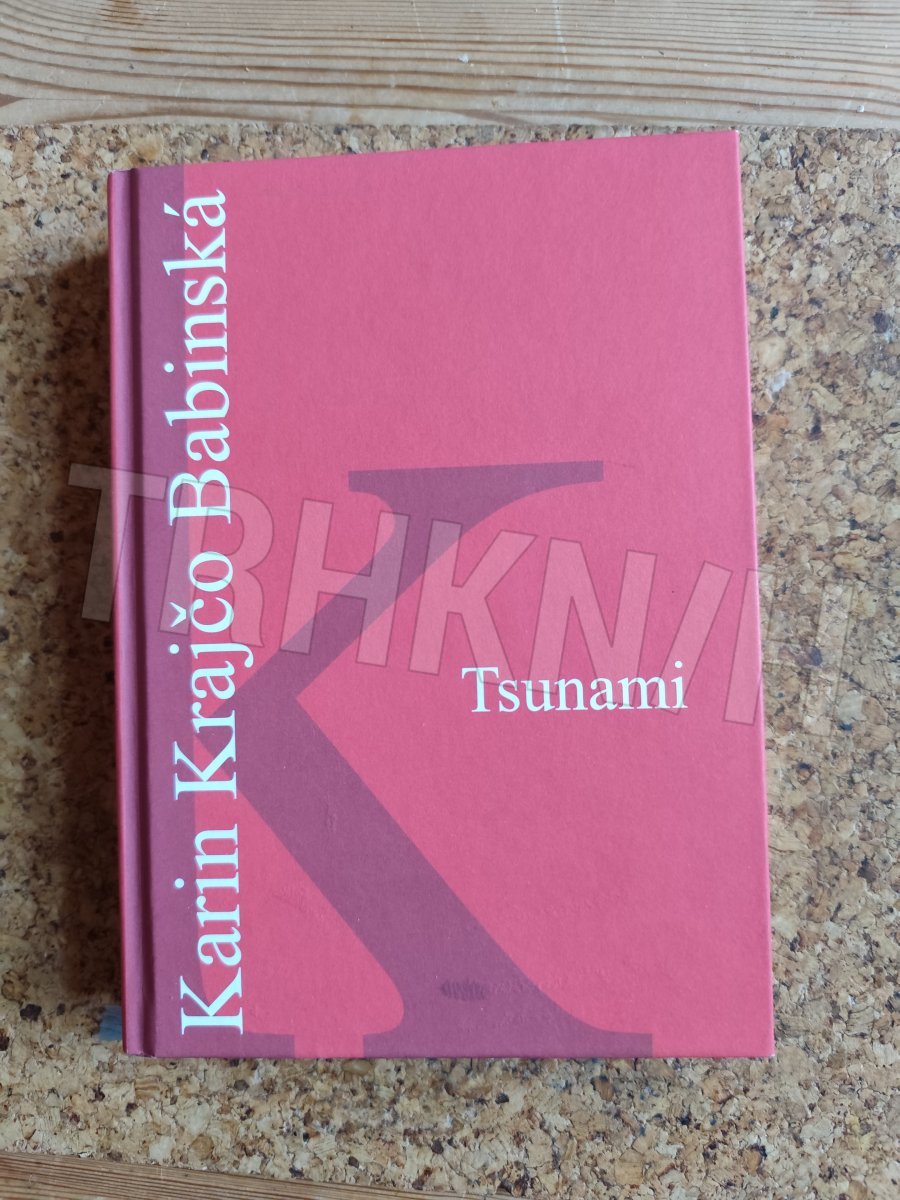 Karin Krajčo Babinská
Tsunami
TRHKNIH